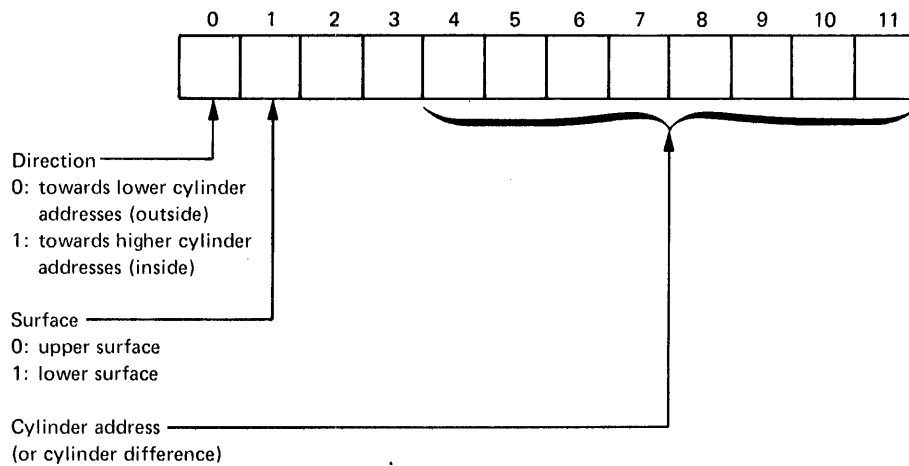 0 1 2 3 4 5 6 7 8 9 10 11
Direction
0: towards lower cylinder
addresses (outside)
1: towards higher cylinder
addresses (inside)
Surface
0: upper surface
1: lower surface
Cylinder address
(or cylinder difference)